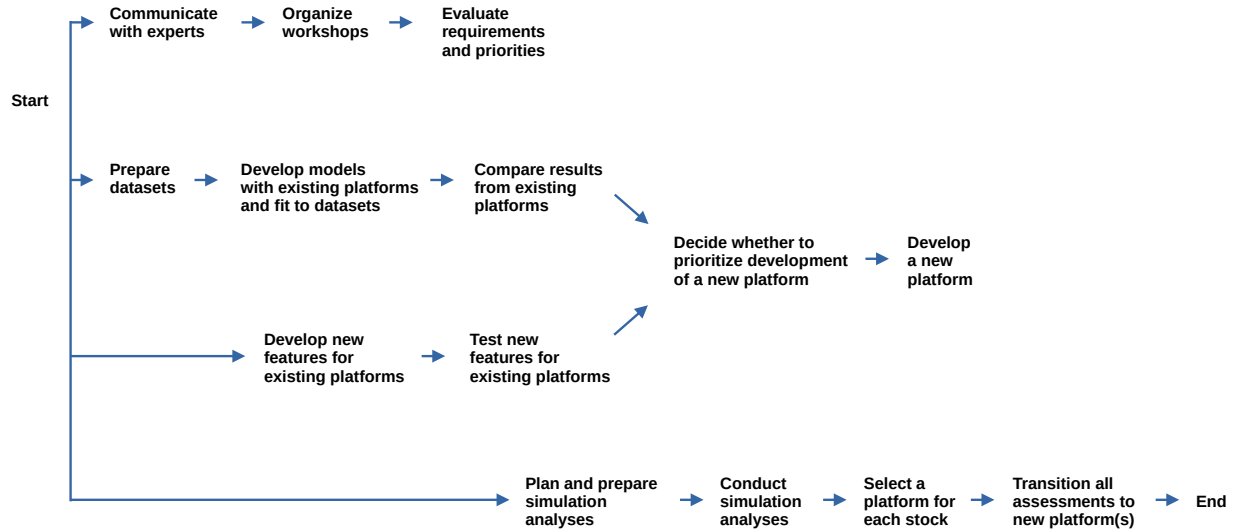 Start
Communicate
with experts
Organize
workshops
Evaluate
requirements
and priorities
Prepare
datasets
Develop models
with existing platforms
and fit to datasets
Compare results
from existing
platforms
Decide whether to
prioritize development
of a new platform
Develop
a new
platform
Develop new
features for
existing platforms
Test new
features for
existing platforms
Plan and prepare
simulation
analyses
Conduct
simulation
analyses
Select a
platform for
each stock
Transition all
assessments to
new platform(s)
End